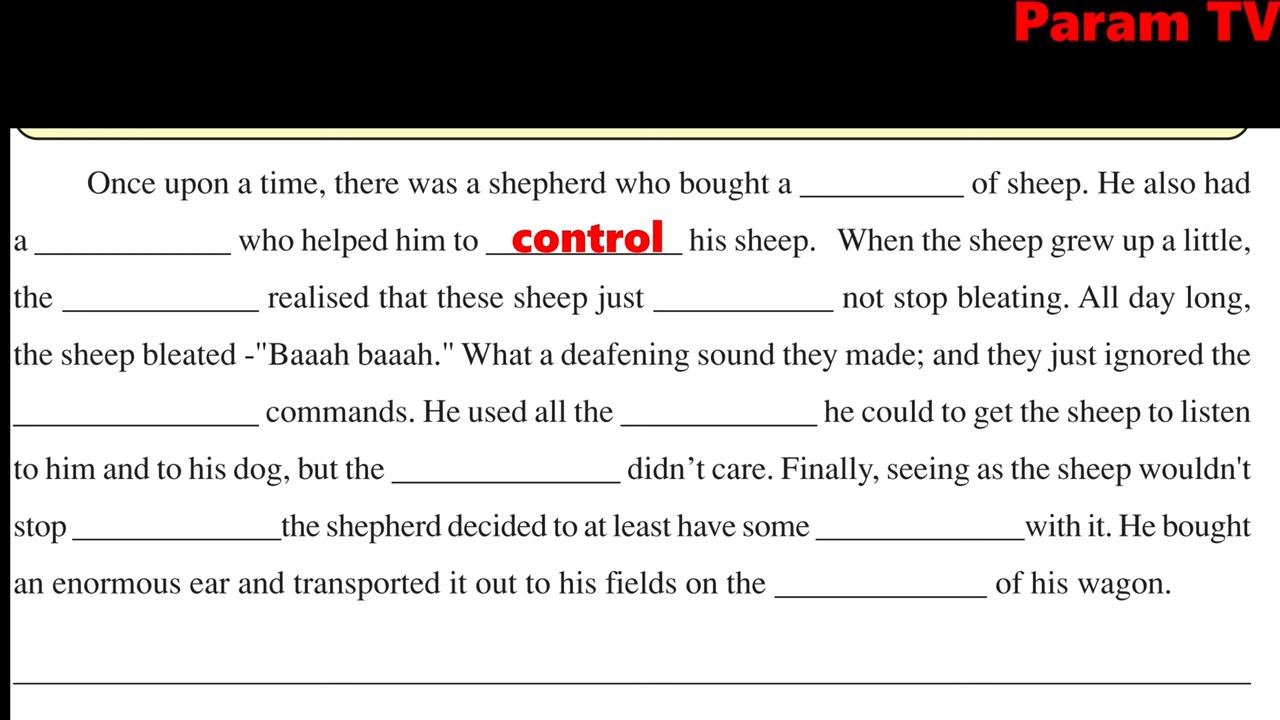 Param TV
Once upon a time, there was a shepherd who bought a __________ of sheep. He also had
a ____________ who helped him to control his sheep. When the sheep grew up a little,
the ____________ realised that these sheep just ___________ not stop bleating. All day long,
the sheep bleated -"Baaah baaah." What a deafening sound they made; and they just ignored the
_______________ commands. He used all the ____________ he could to get the sheep to listen
to him and to his dog, but the ______________ didn’t care. Finally, seeing as the sheep wouldn't
stop _____________the shepherd decided to at least have some _____________with it. He bought
an enormous ear and transported it out to his fields on the _____________ of his wagon.